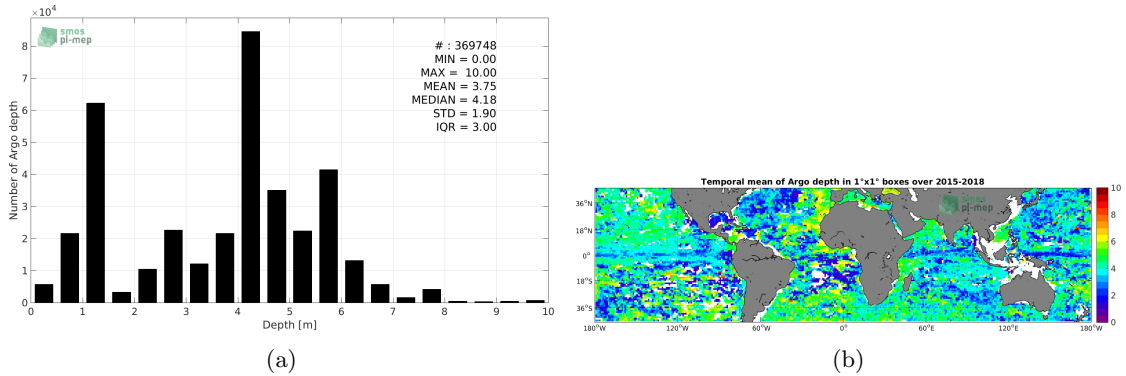 ×10⁴
smos
pi-mep
# : 369748
MIN = 0.00
MAX = 10.00
MEAN = 3.75
MEDIAN = 4.18
STD = 1.90
IQR = 3.00
Number of Argo depth
8
7
6
5
4
3
2
1
0
0 1 2 3 4 5 6 7 8 9 10
Depth [m]
(a)
Temporal mean of Argo depth in 1°x1° boxes over 2015-2018
smos
pi-mep
36°N
18°N
0°
18°S
36°S
180°W 120°W 60°W 0° 60°E 120°E 180°W
10
8
6
4
2
0
(b)